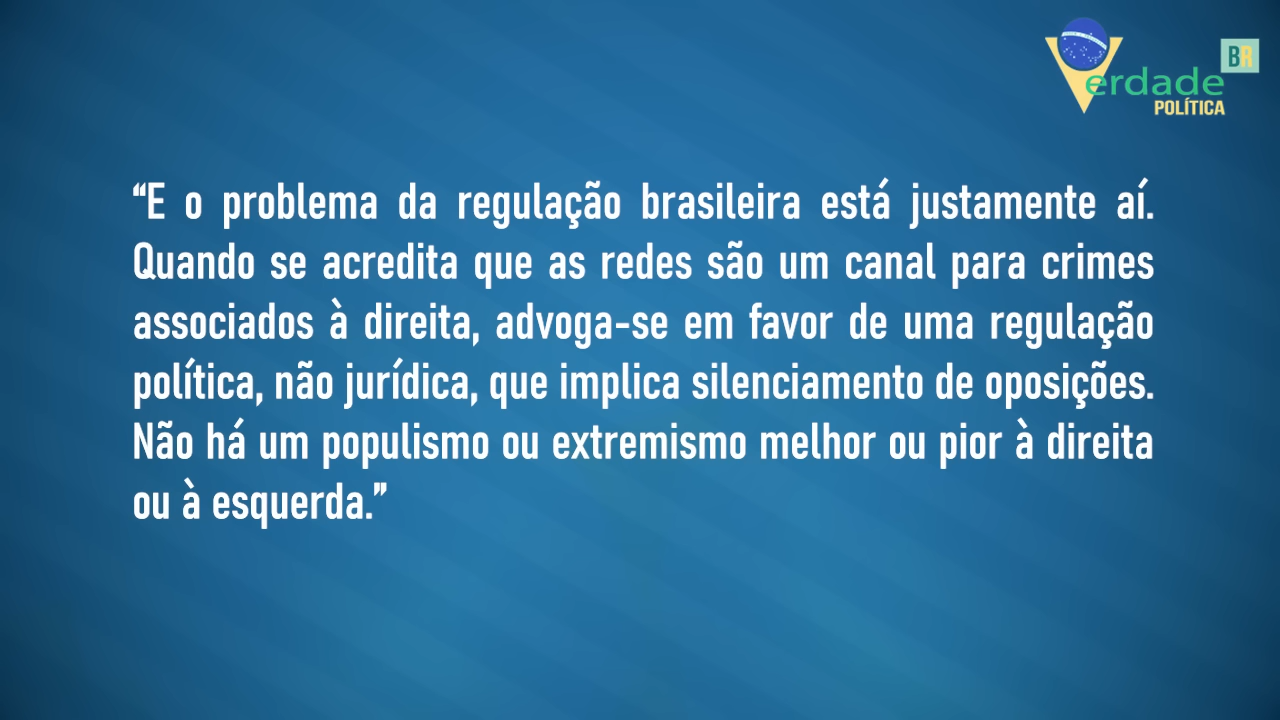 Verdade BR
POLÍTICA
“E o problema da regulação brasileira está justamente aí.
Quando se acredita que as redes são um canal para crimes
associados à direita, advoga-se em favor de uma regulação
política, não jurídica, que implica silenciamento de oposições.
Não há um populismo ou extremismo melhor ou pior à direita
ou à esquerda.”